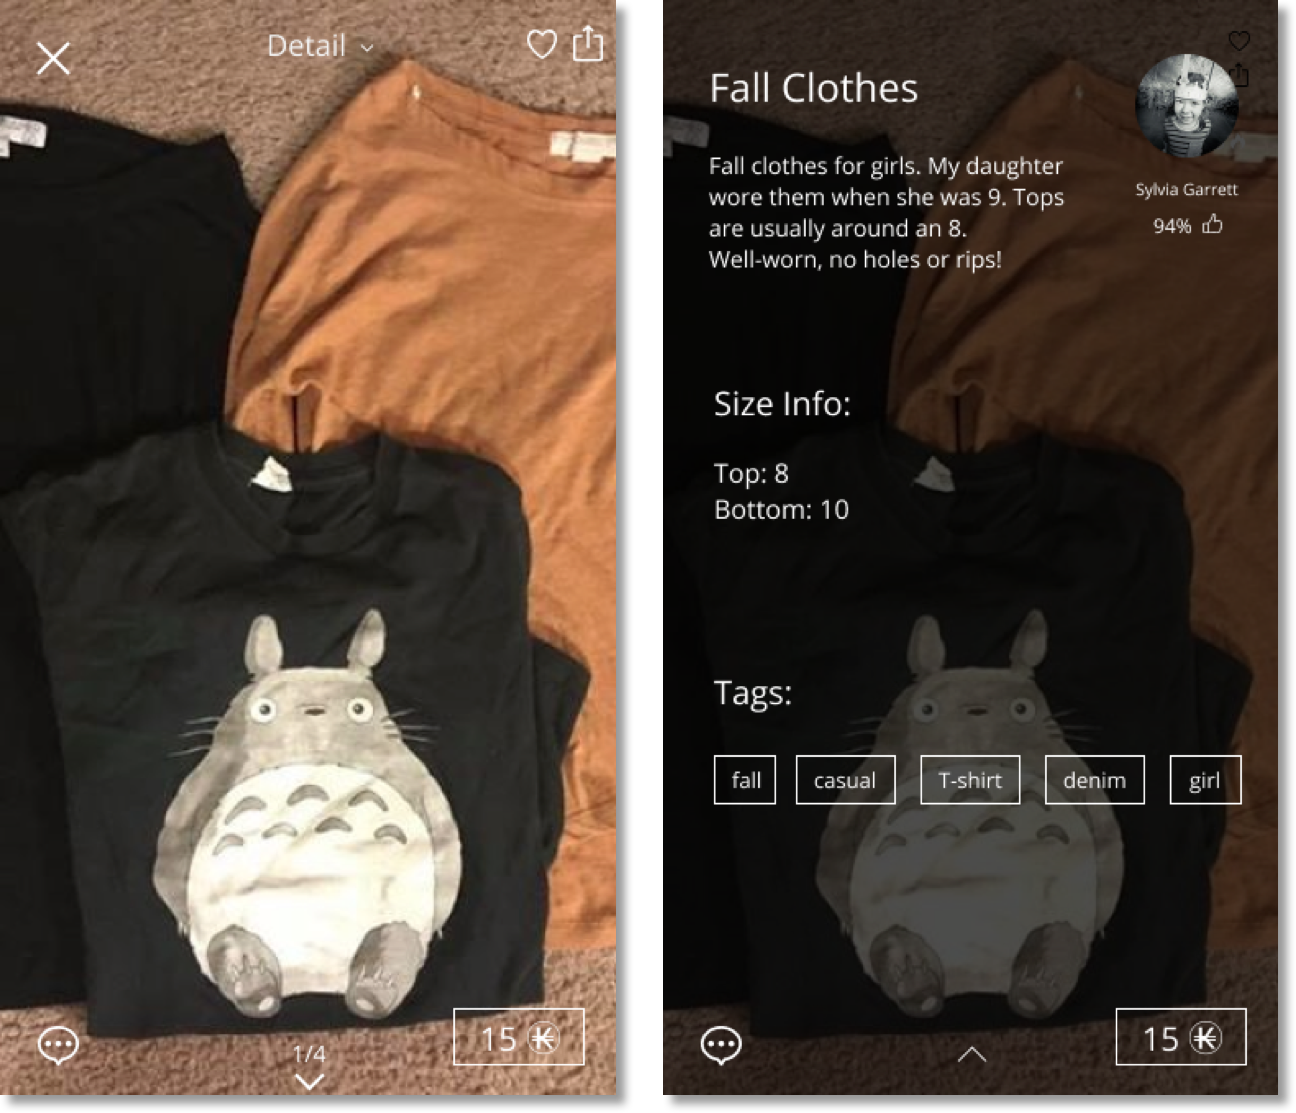 Detail
1/4
15
Fall Clothes
Fall clothes for girls. My daughter
wore them when she was 9. Tops
are usually around an 8.
Well-worn, no holes or rips!
Sylvia Garrett
94%
Size Info:
Top: 8
Bottom: 10
Tags:
fall casual T-shirt denim girl
15